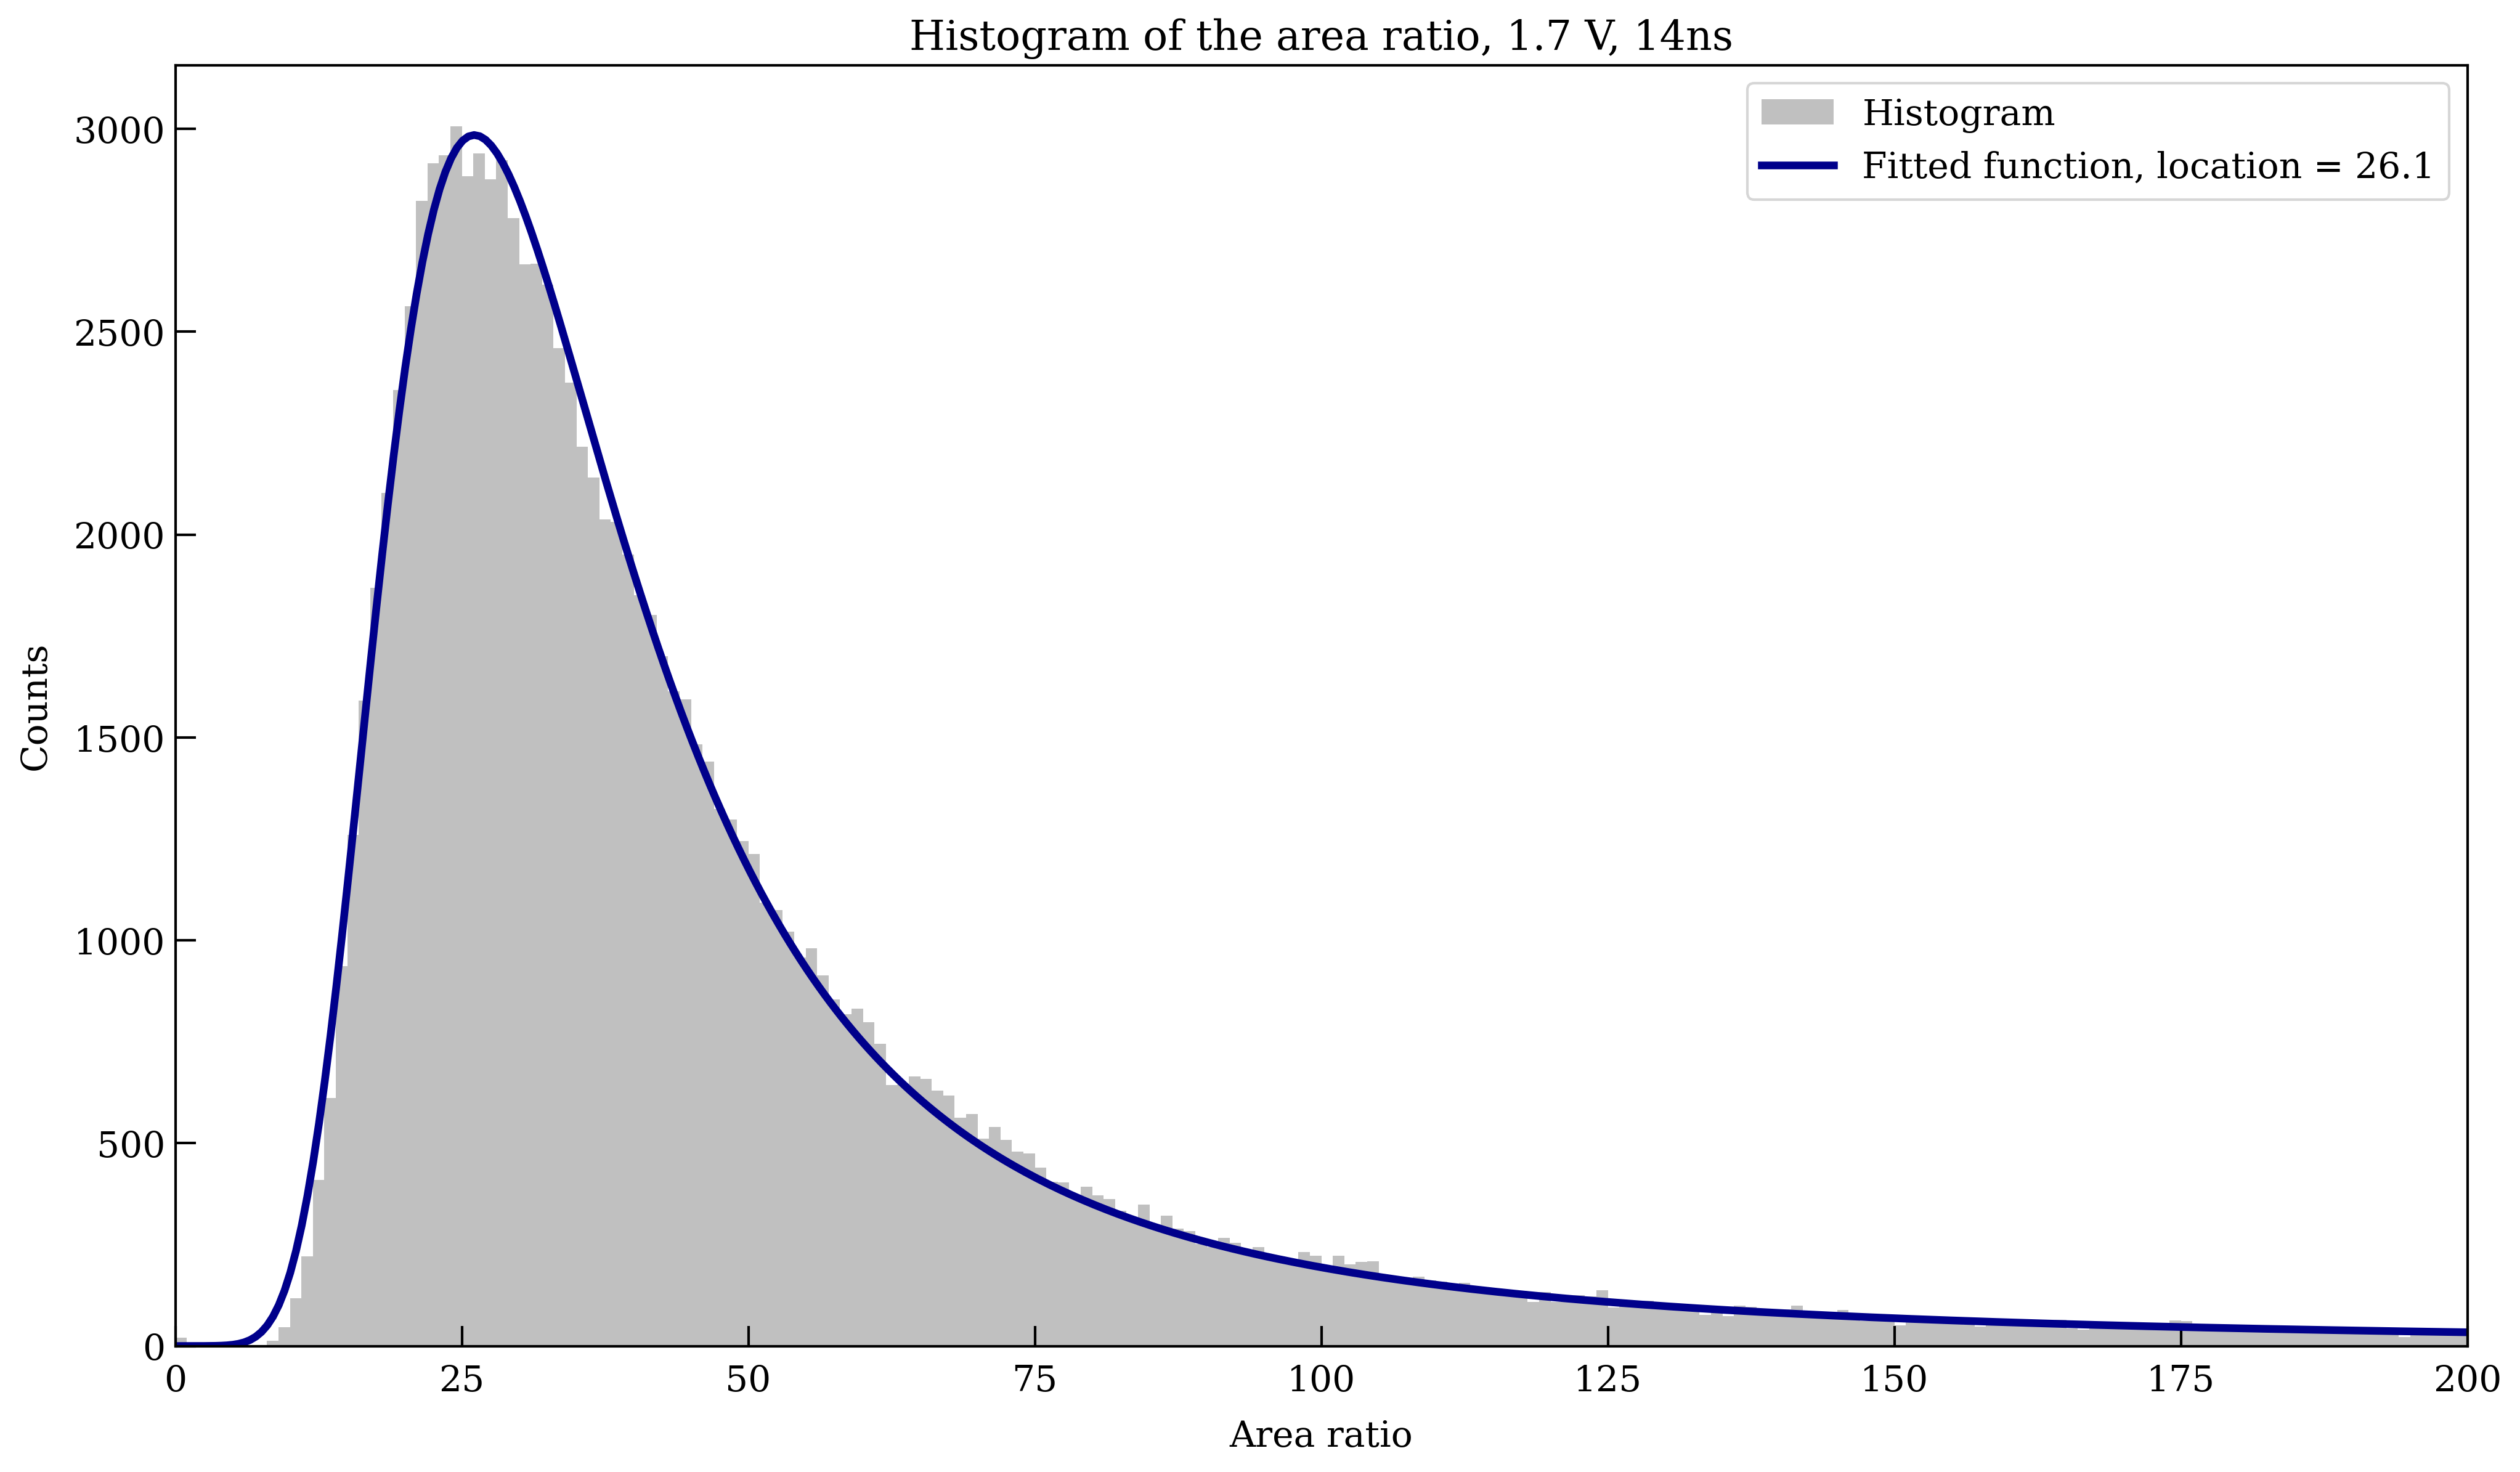 Histogram of the area ratio, 1.7 V, 14ns
Histogram
Fitted function, location = 26.1
3000
2500
2000
1500
1000
500
0
Counts
0 25 50 75 100 125 150 175 200
Area ratio